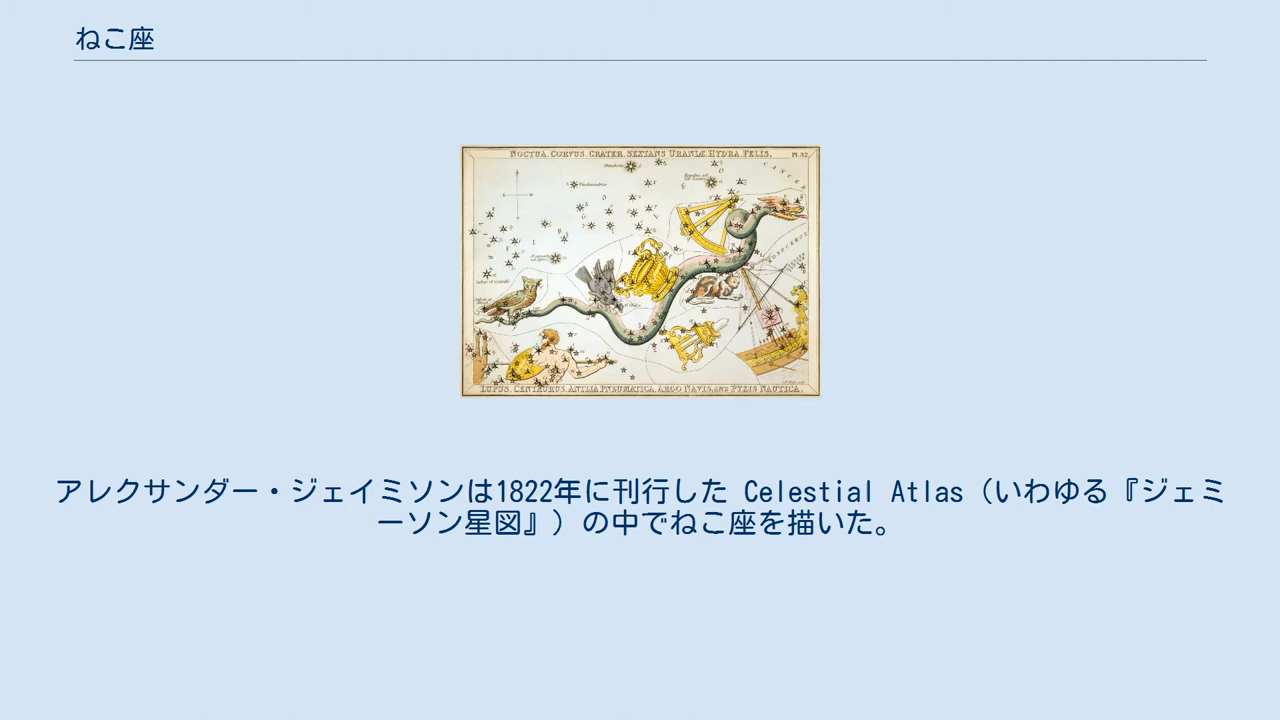 ねこ座
NOCTUA, CORVUS, CRATER, SEXTANS URANIÆ, HYDRA, FELIS,
LUPUS, CENTAURUS, ANTLIA PNEUMATICA, ARGO NAVIS, AND PYXIS NAUTICA.
アレクサンダー・ジェイミソンは1822年に刊行した Celestial Atlas（いわゆる『ジェミ
ーソン星図』）の中でねこ座を描いた。